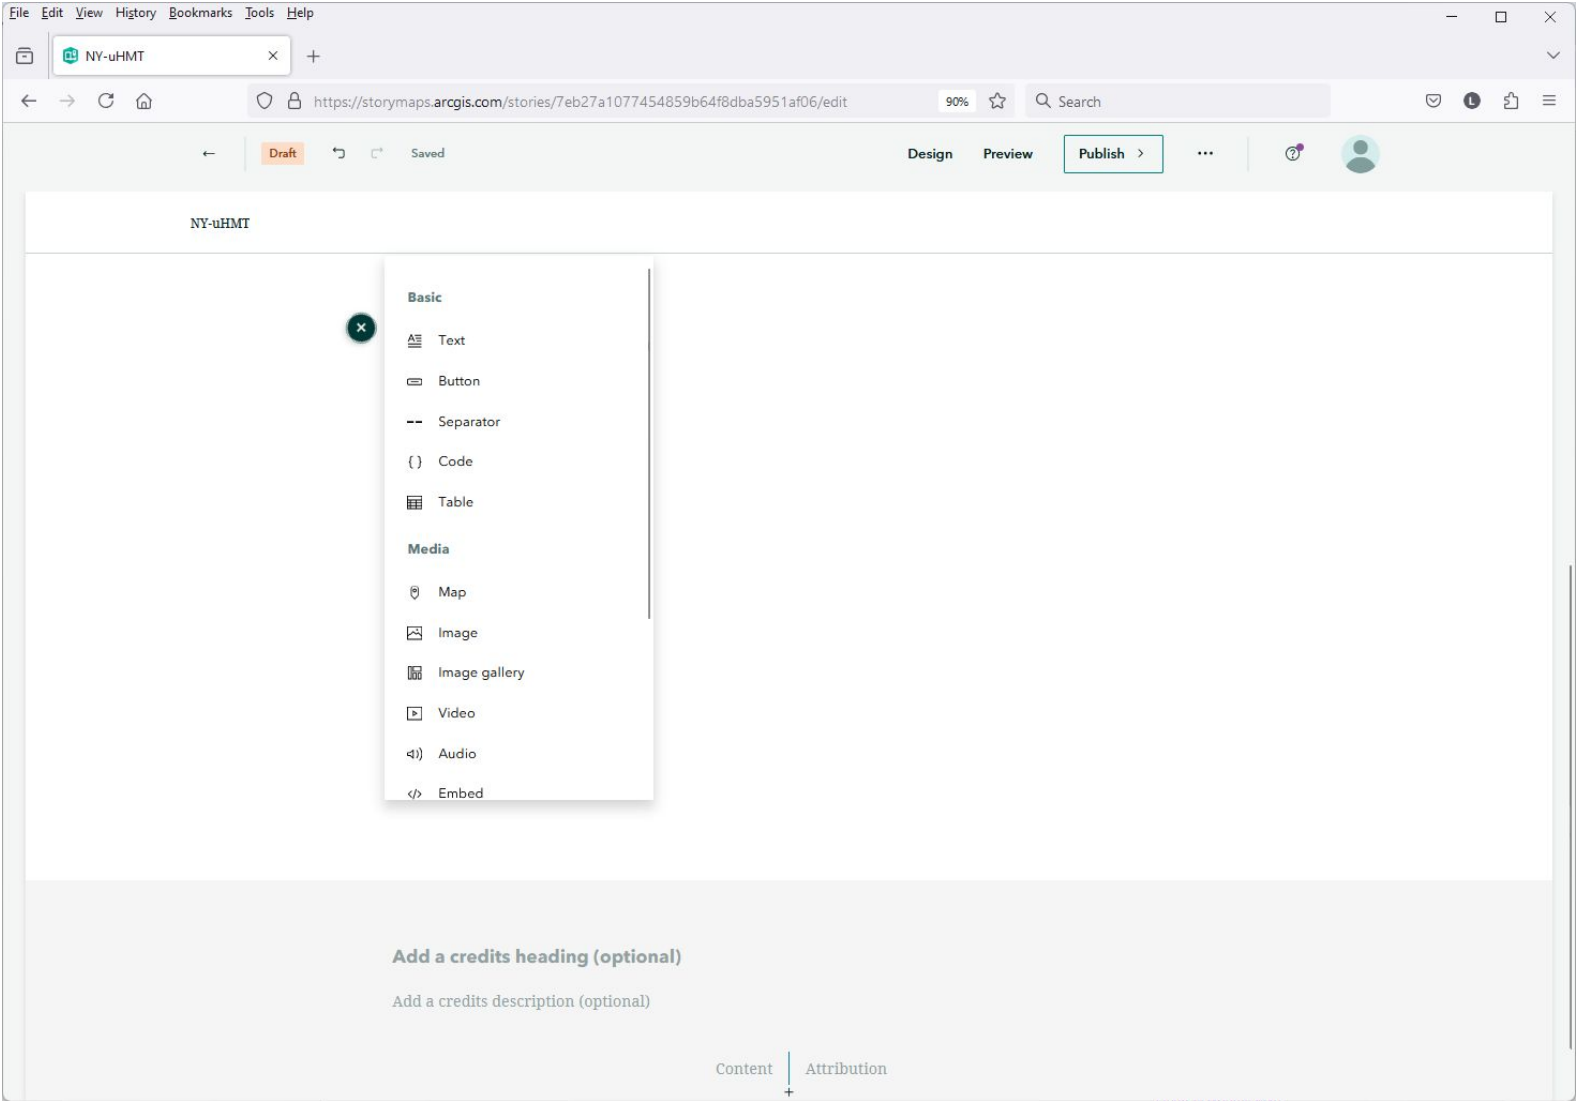 File Edit View History Bookmarks Tools Help
NY-uHMT
https://storymaps.arcgis.com/stories/7eb27a1077454859b64f8dba5951af06/edit 90% Search L
Draft Saved Design Preview Publish
NY-uHMT
Basic
Text
Button
Separator
Code
Table
Media
Map
Image
Image gallery
Video
Audio
Embed
Add a credits heading (optional)
Add a credits description (optional)
Content Attribution